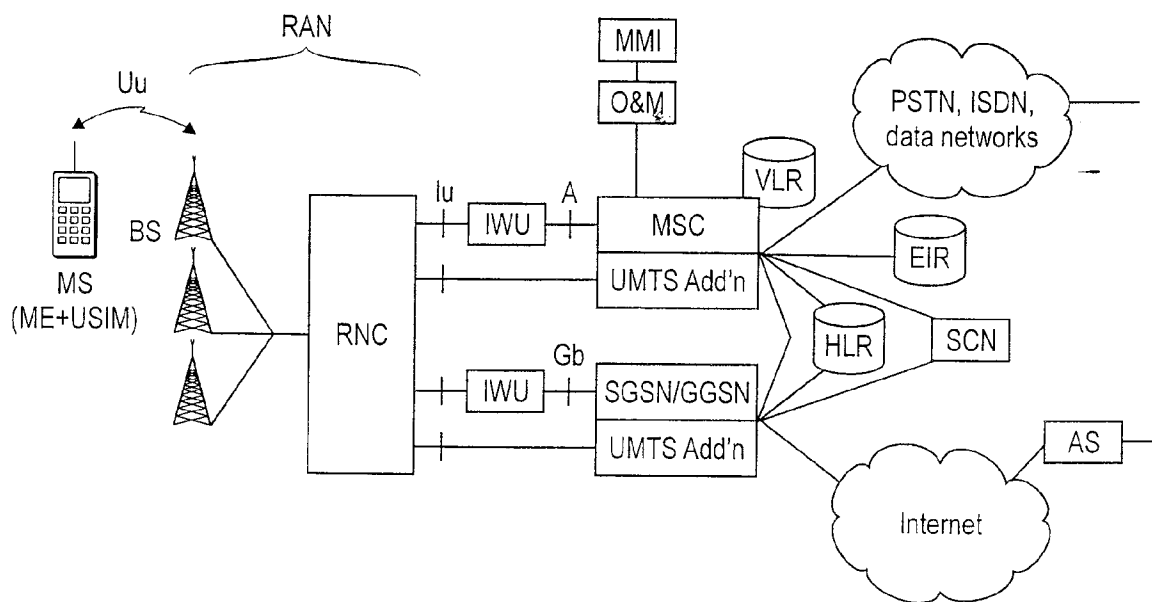 RAN
MMI
Uu
O&M
PSTN, ISDN,
data networks
VLR
Iu
A
IWU
MSC
BS
EIR
MS
(ME+USIM)
UMTS Add'n
RNC
HLR
SCN
Gb
IWU
SGSN/GGSN
UMTS Add'n
AS
Internet